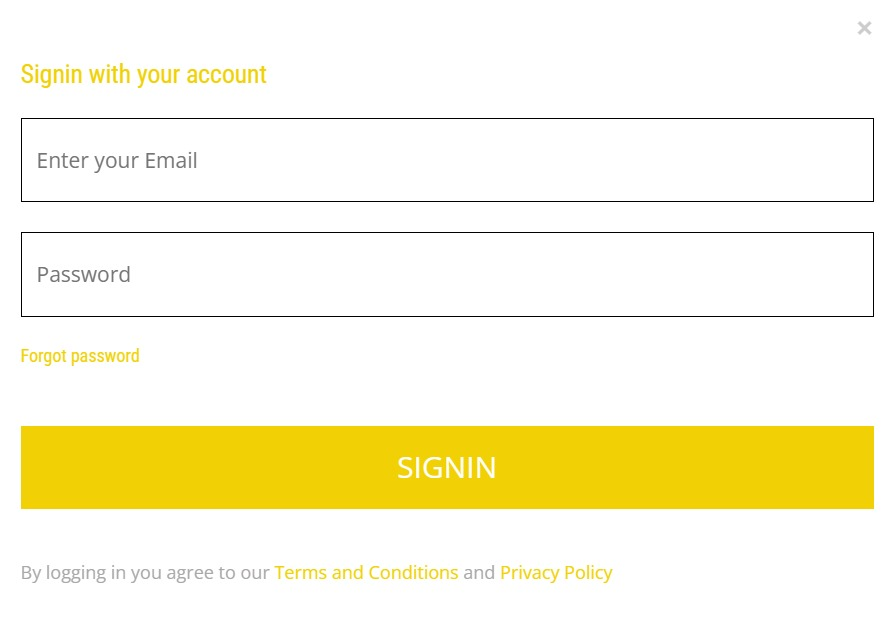 ×
Signin with your account
Enter your Email
Password
Forgot password
SIGNIN
By logging in you agree to our Terms and Conditions and Privacy Policy